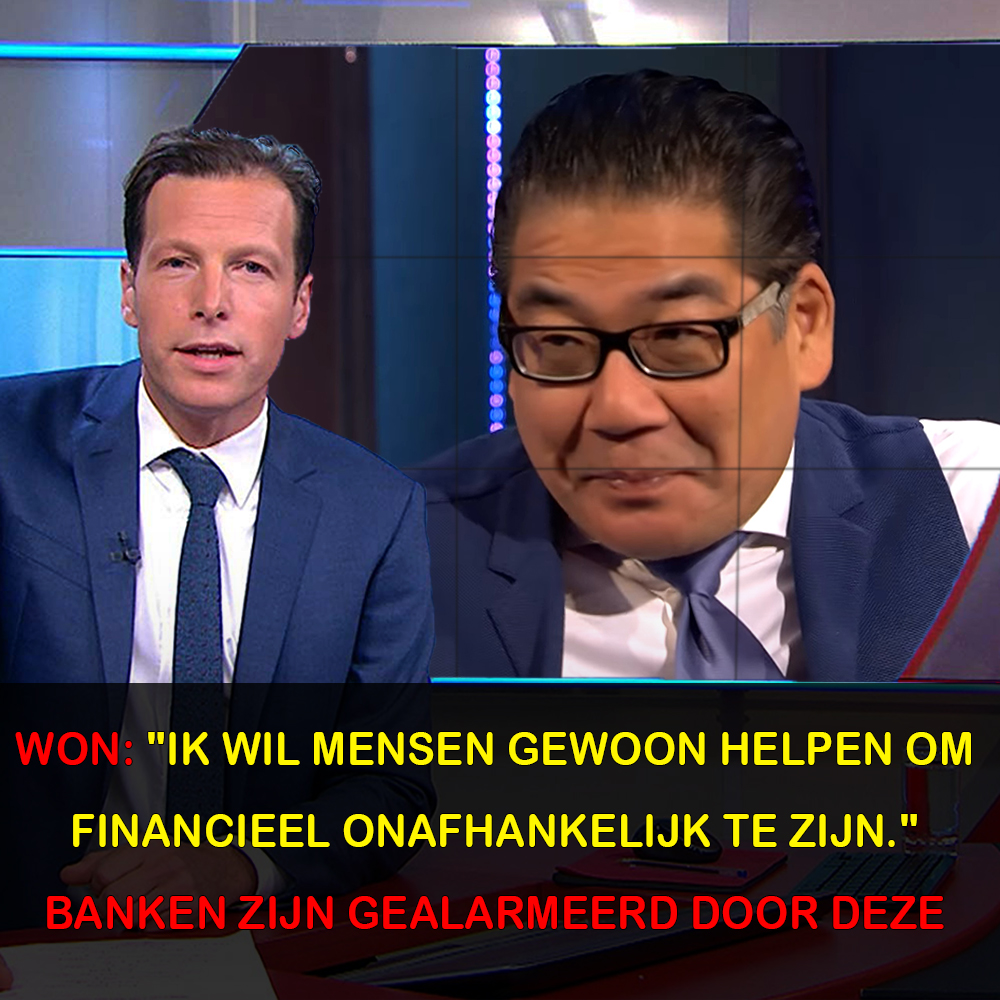 WON: "IK WIL MENSEN GEWOON HELPEN OM
FINANCIEEL ONAFHANKELIJK TE ZIJN."
BANKEN ZIJN GEALARMEERD DOOR DEZE